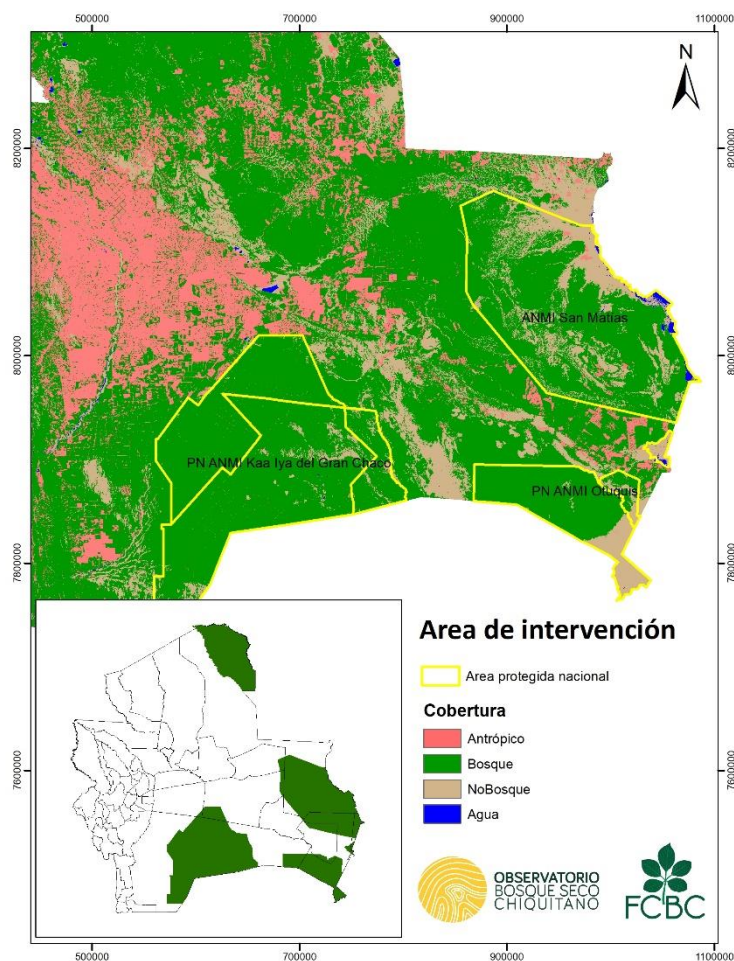 500000
700000
900000
1100000
N
8200000
8000000
7800000
7600000
8200000
8000000
7800000
7600000
ANMI San Matias
PN ANMI Kaa Iya del Gran Chaco
PN ANMI Otuquis
Area de intervención
Area protegida nacional
Cobertura
Antrópico
Bosque
NoBosque
Agua
OBSERVATORIO
BOSQUE SECO
CHIQUITANO
FCBC
500000
700000
900000
1100000